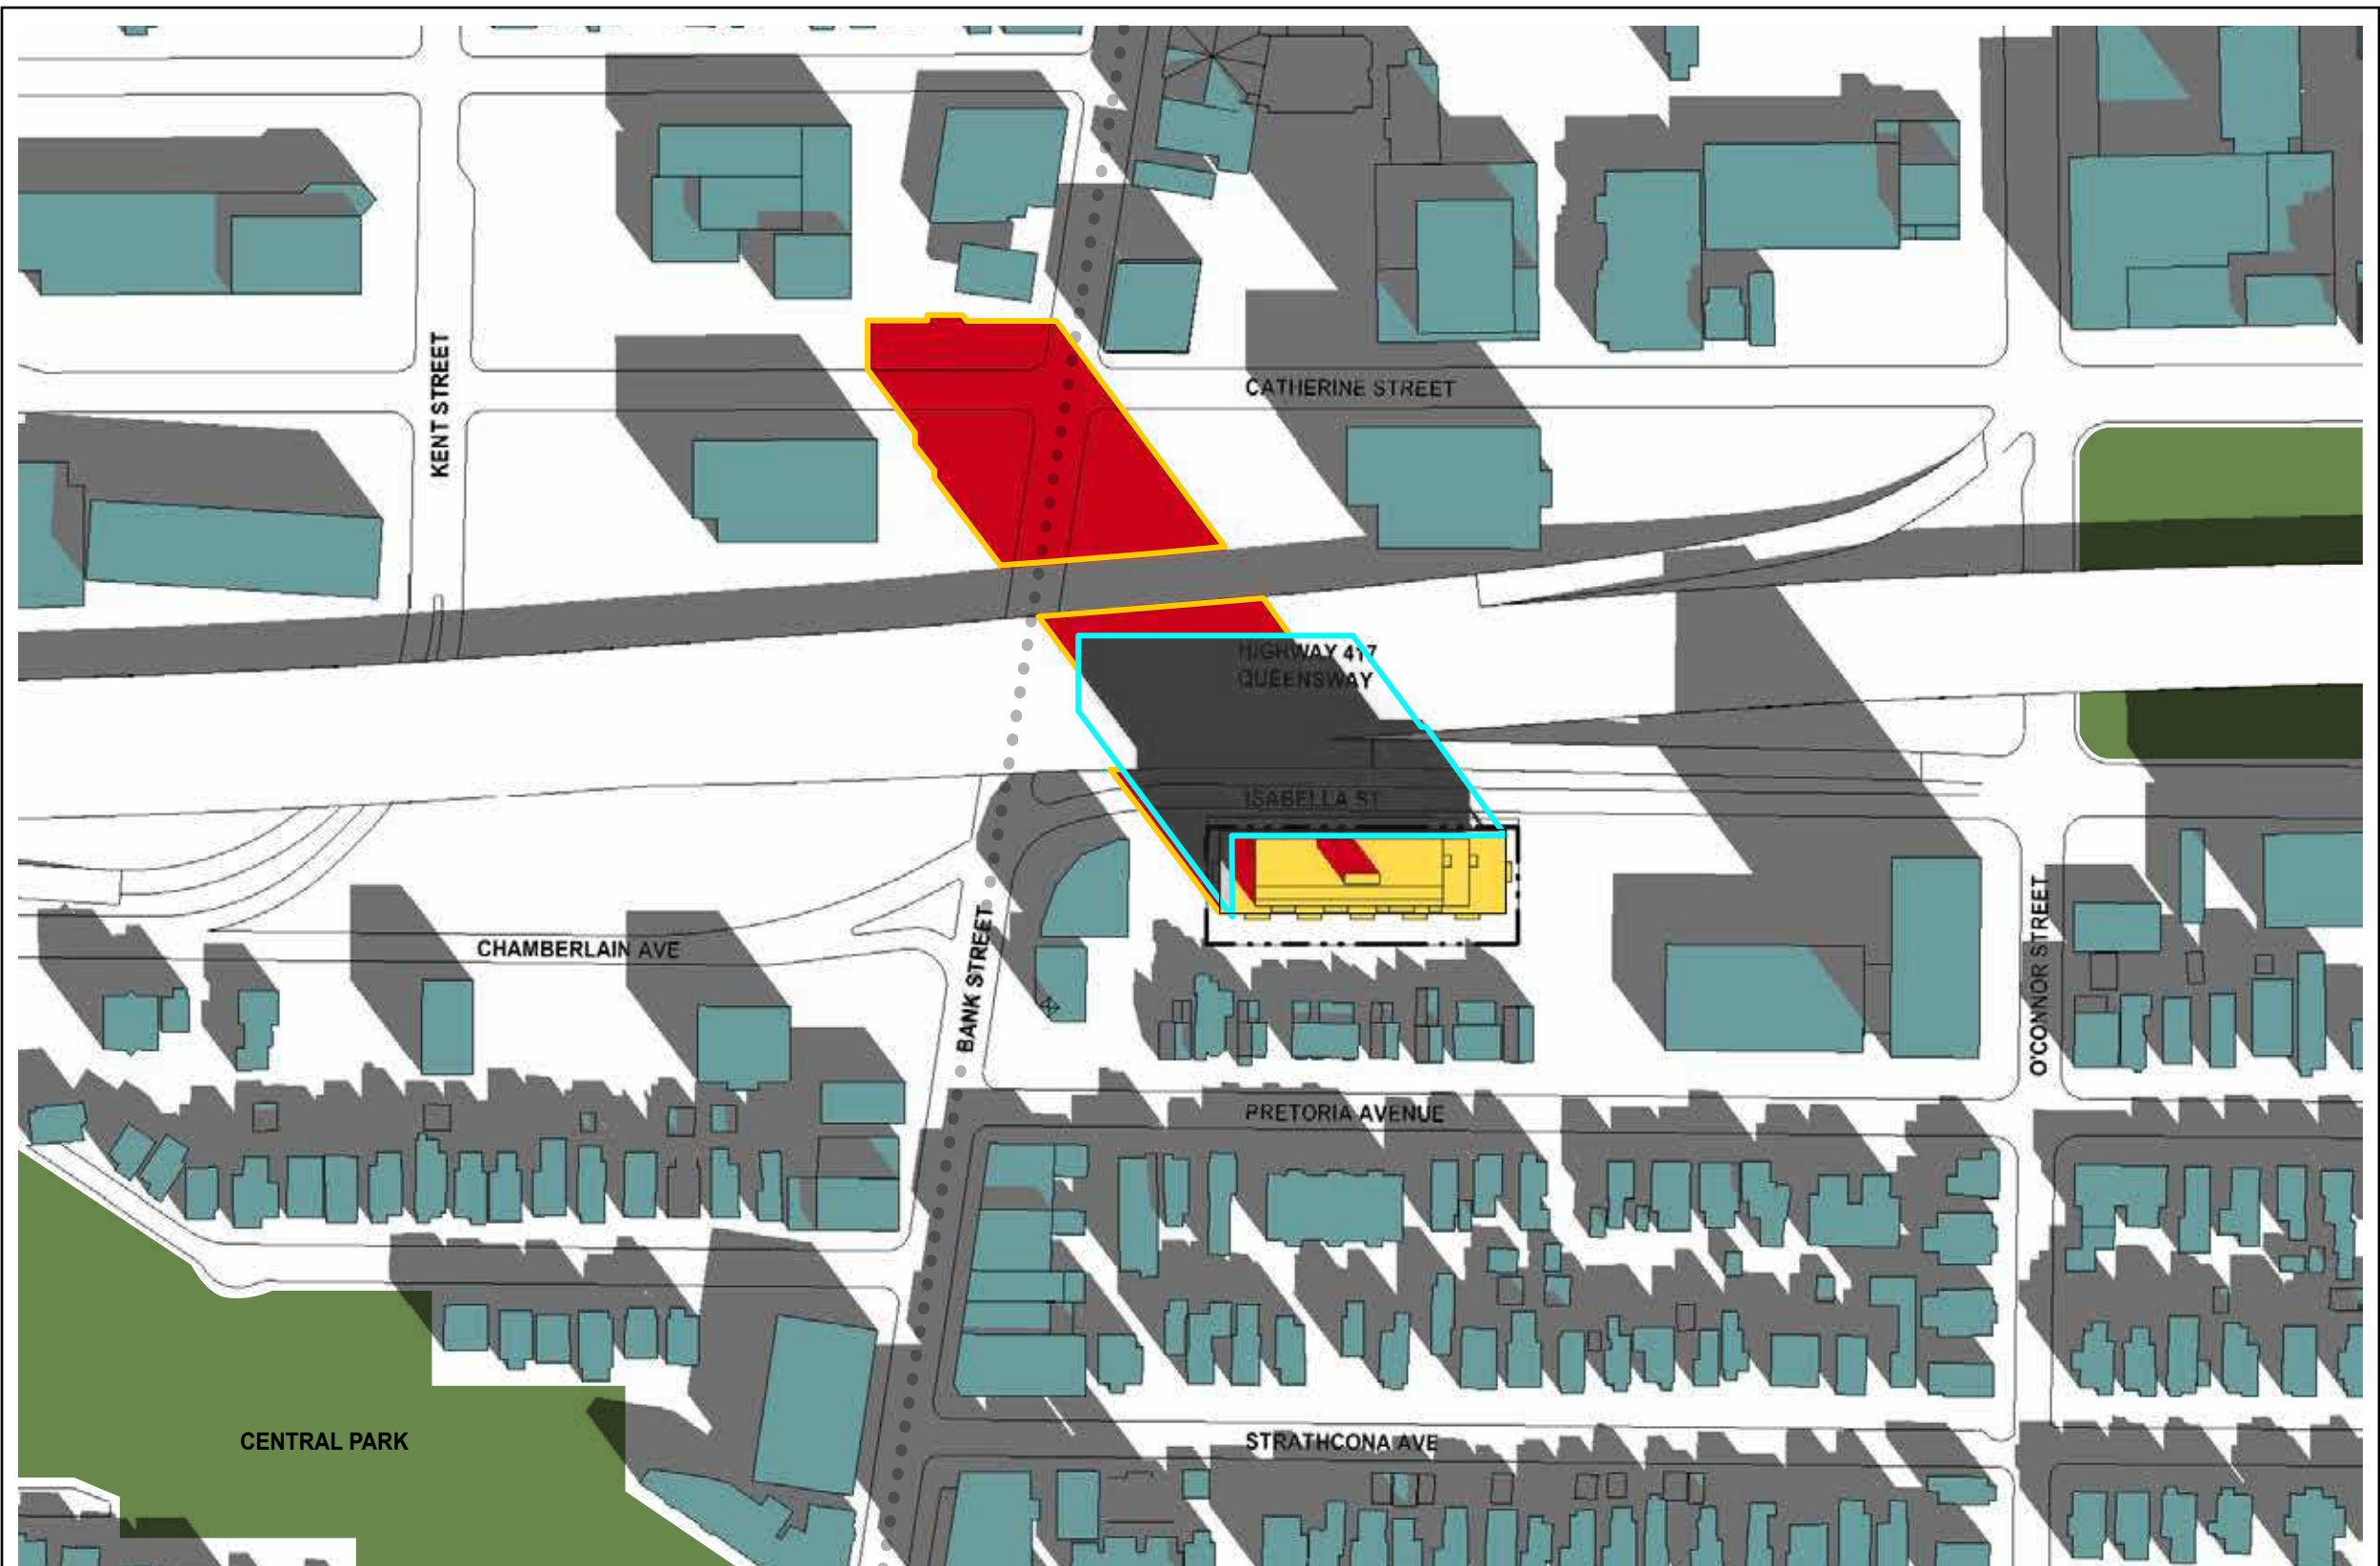 KENT STREET
CATHERINE STREET
HIGHWAY 417
QUEENSWAY
ISABELLA ST
CHAMBERLAIN AVE
BANK STREET
O'CONNOR STREET
PRETORIA AVENUE
CENTRAL PARK
STRATHCONA AVE